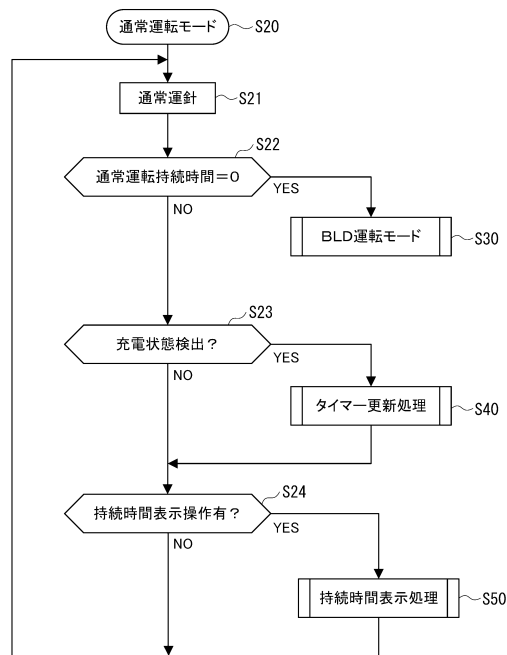 通常運転モード S20
通常運針 S21
S22
通常運転持続時間＝0
YES
NO
BLD運転モード S30
S23
充電状態検出？
YES
NO
タイマー更新処理 S40
S24
持続時間表示操作有？
YES
NO
持続時間表示処理 S50